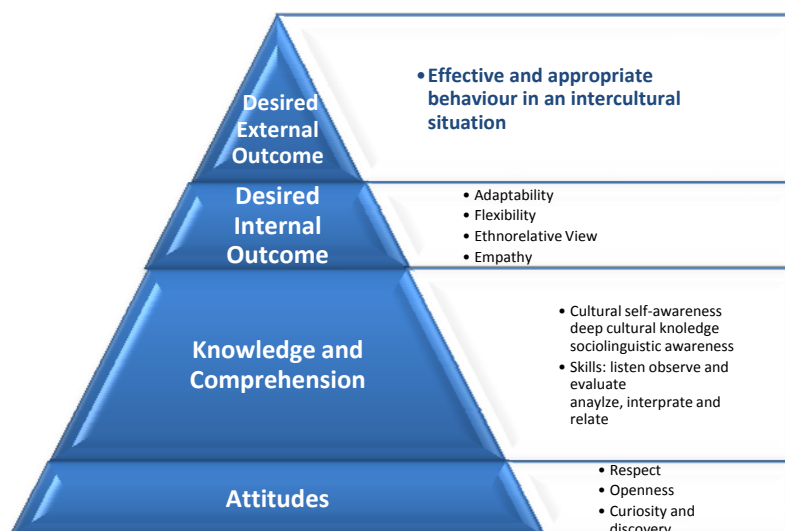 Desired
External
Outcome
• Effective and appropriate
behaviour in an intercultural
situation
Desired
Internal
Outcome
• Adaptability
• Flexibility
• Ethnorelative View
• Empathy
Knowledge and
Comprehension
• Cultural self-awareness
deep cultural knoledge
sociolinguistic awareness
• Skills: listen observe and
evaluate
anaylze, interprate and
relate
Attitudes
• Respect
• Openness
• Curiosity and
discovery